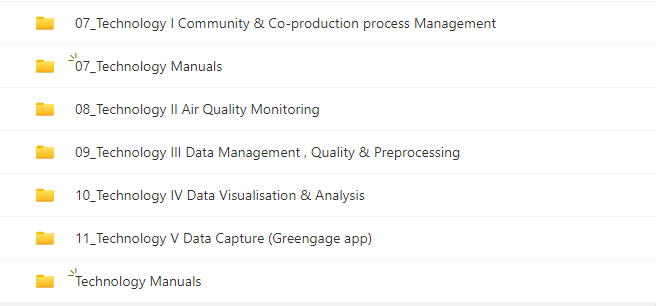 07_Technology I Community & Co-production process Management
07_Technology Manuals
08_Technology II Air Quality Monitoring
09_Technology III Data Management , Quality & Preprocessing
10_Technology IV Data Visualisation & Analysis
11_Technology V Data Capture (Greengage app)
Technology Manuals